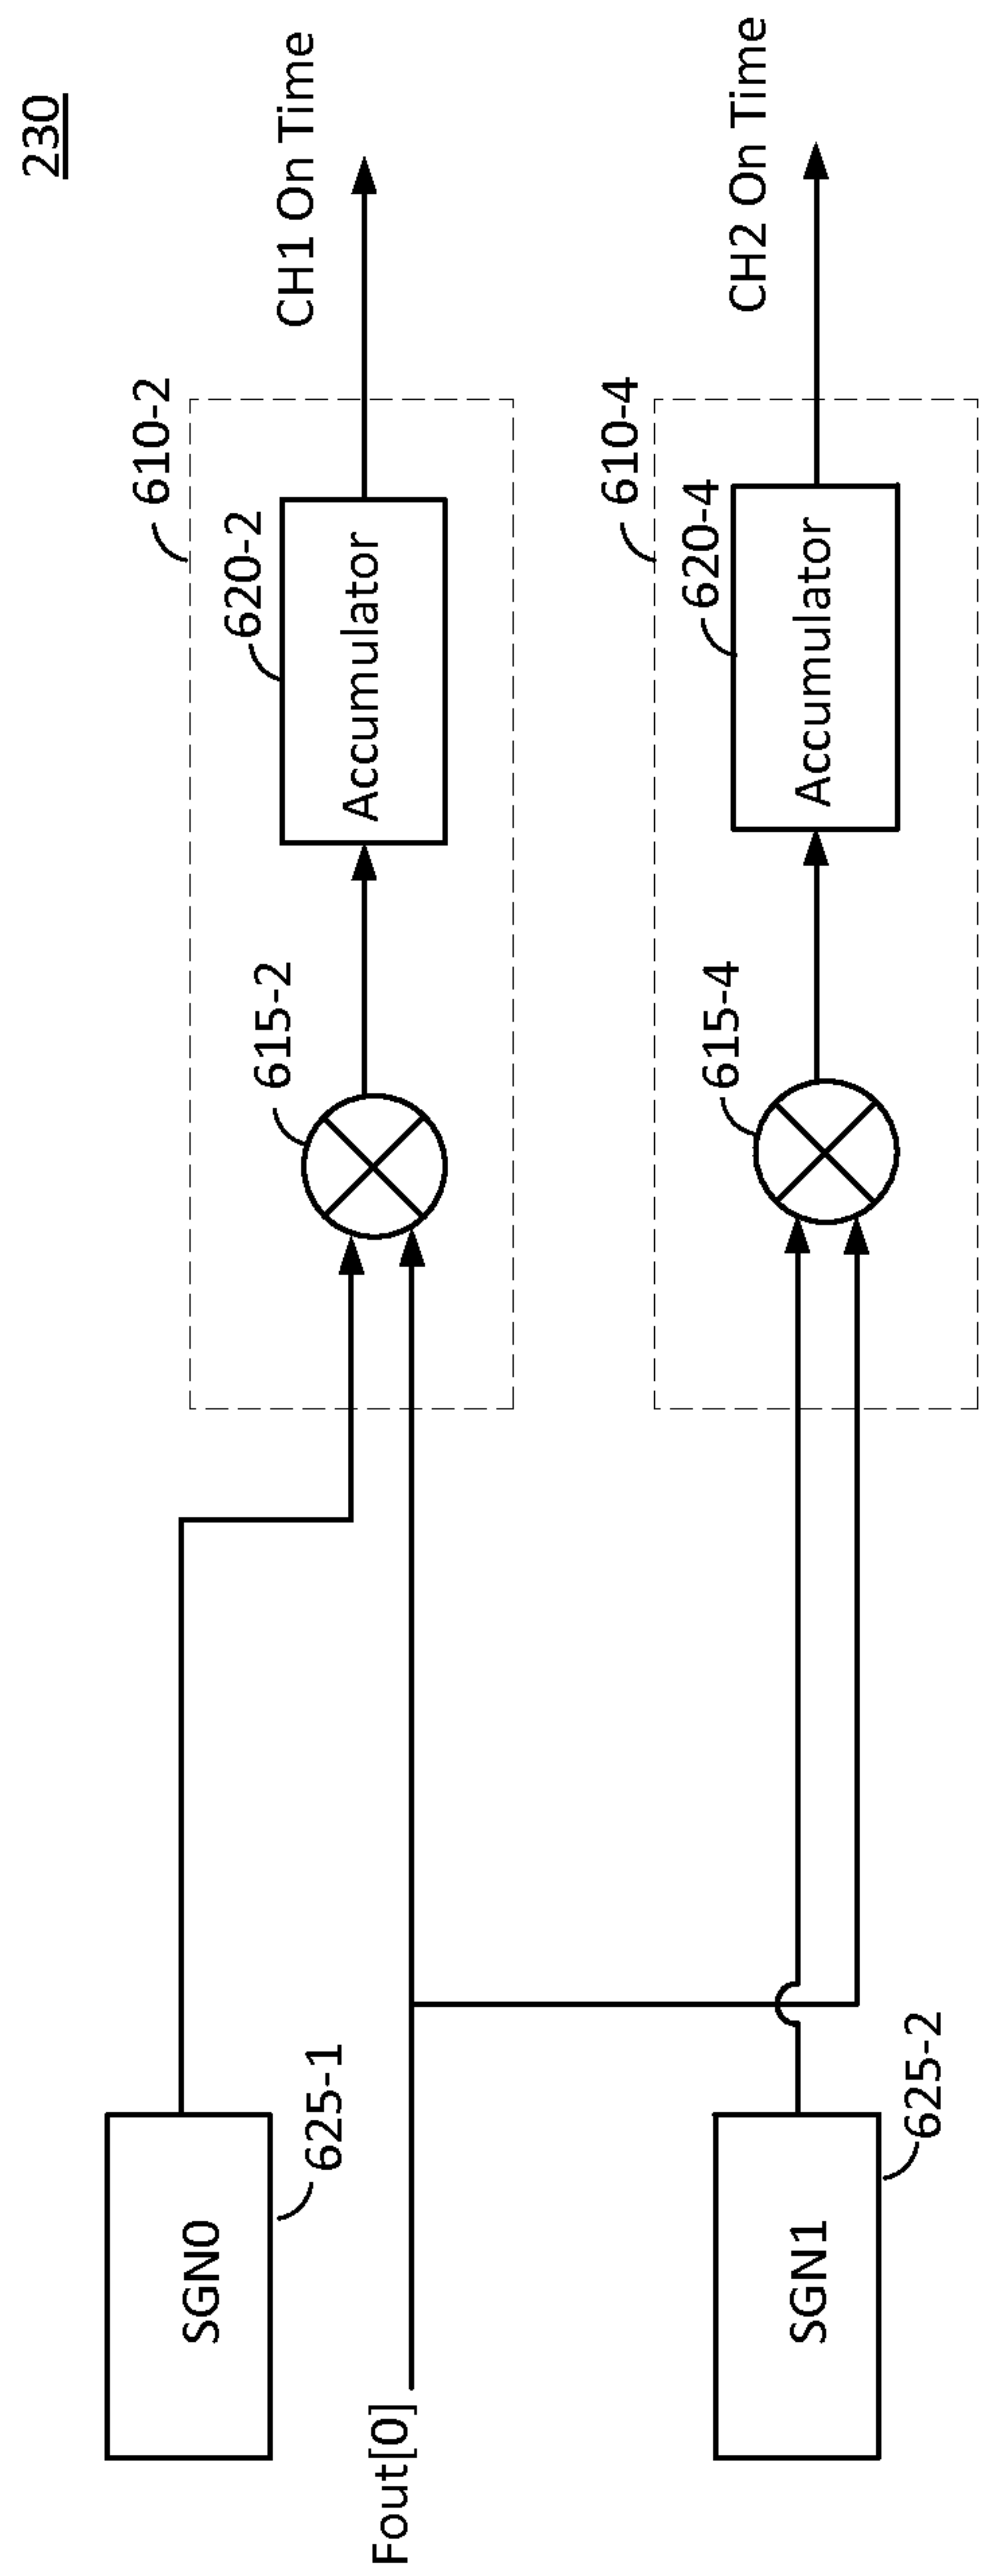 230
CH1 On Time
610-2
620-2
Accumulator
615-2
SGN0
625-1
Fout[0]
CH2 On Time
610-4
620-4
Accumulator
615-4
SGN1
625-2